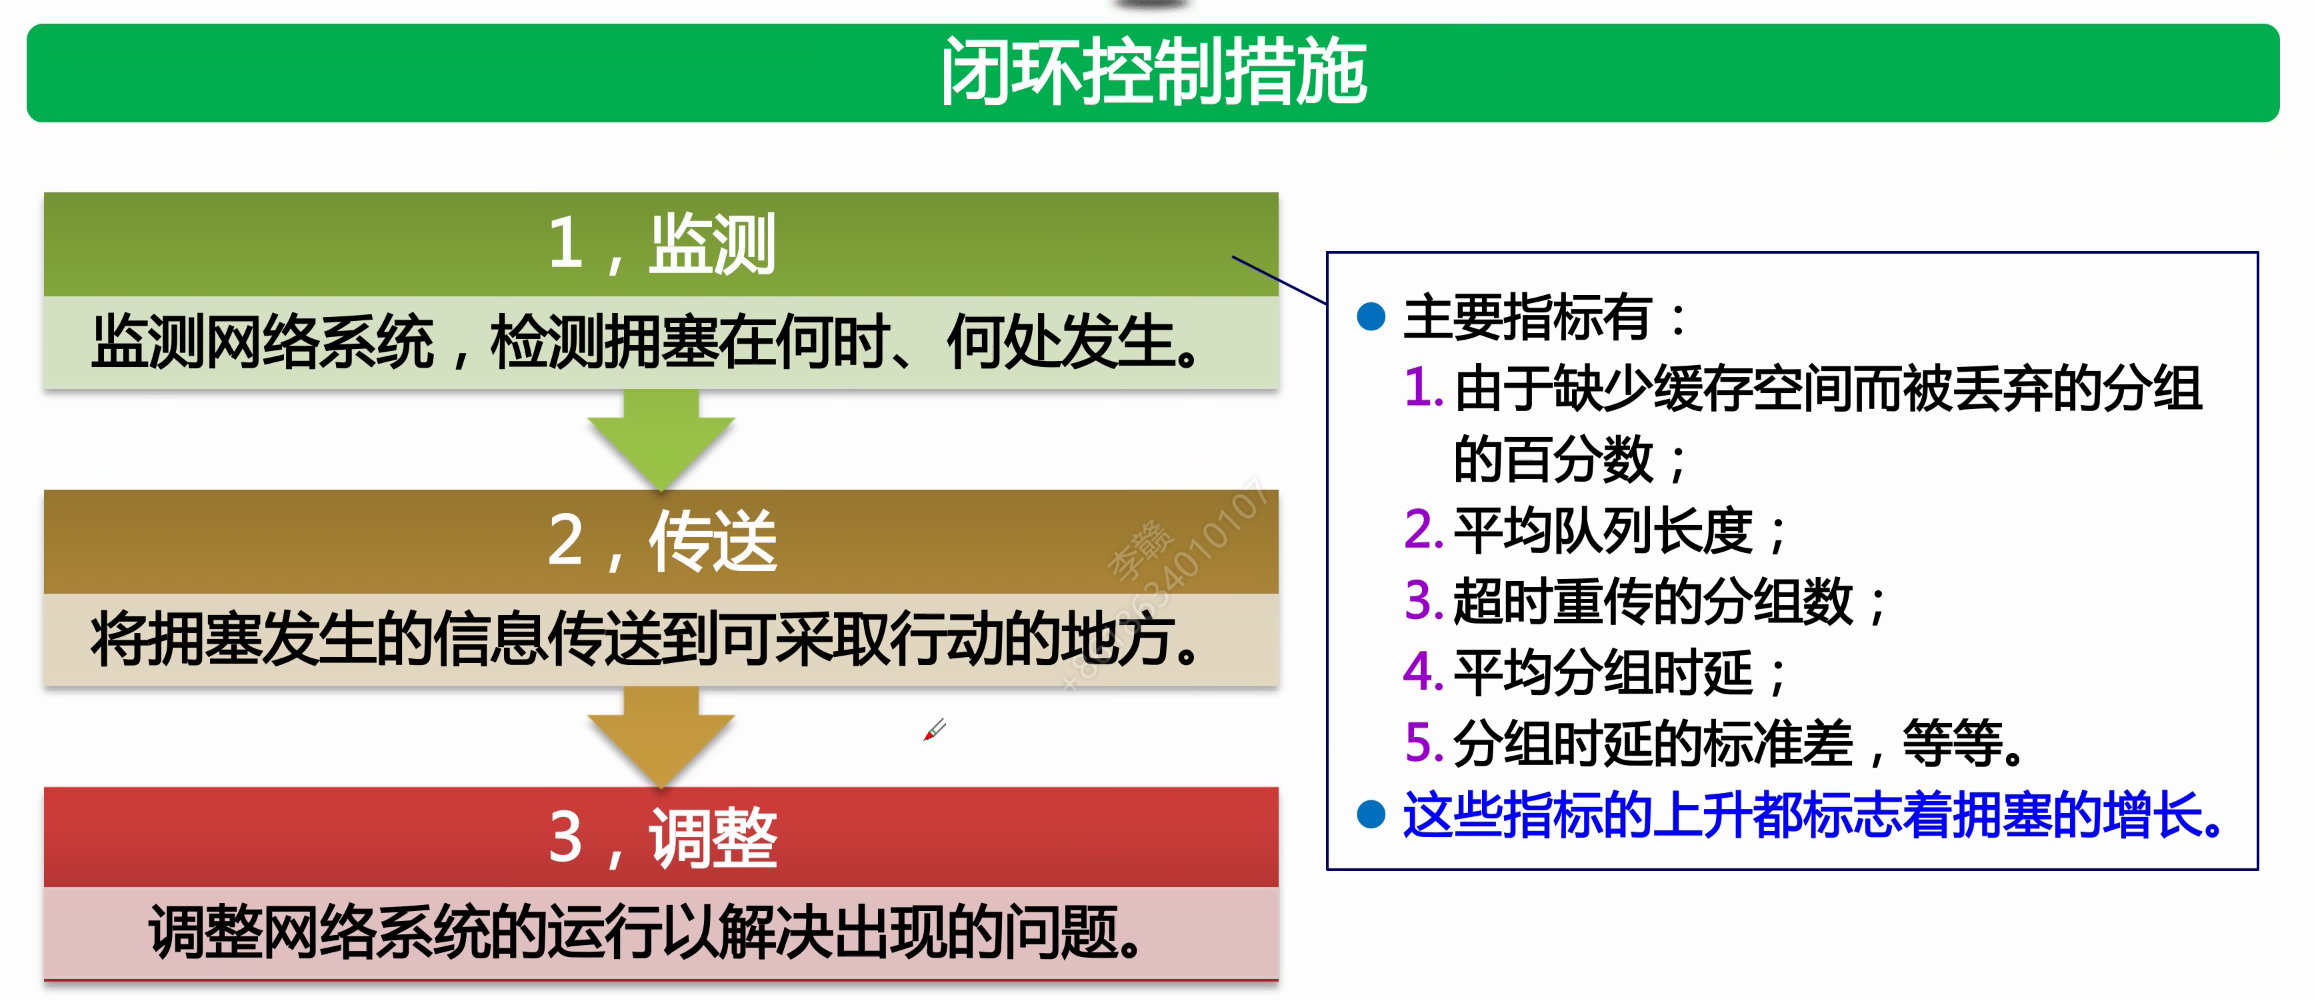 闭环控制措施
1，监测
监测网络系统，检测拥塞在何时、何处发生。
2，传送
将拥塞发生的信息传送到可采取行动的地方。
3，调整
调整网络系统的运行以解决出现的问题。
主要指标有：
1. 由于缺少缓存空间而被丢弃的分组
的百分数；
2. 平均队列长度；
3. 超时重传的分组数；
4. 平均分组时延；
5. 分组时延的标准差，等等。
这些指标的上升都标志着拥塞的增长。
李赣
+8618634010107